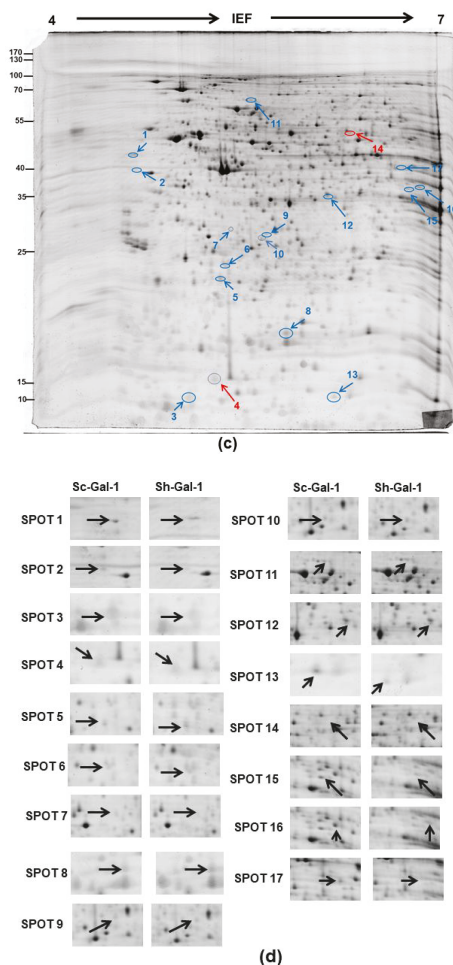 4 IEF 7
170
130
100
70
55
40
35
25
15
10
11
14
1
2
17
16
15
12
9
7
10
6
5
8
13
4
3
(c)
Sc-Gal-1 Sh-Gal-1 Sc-Gal-1 Sh-Gal-1
SPOT 1
SPOT 2
SPOT 3
SPOT 4
SPOT 5
SPOT 6
SPOT 7
SPOT 8
SPOT 9
SPOT 10
SPOT 11
SPOT 12
SPOT 13
SPOT 14
SPOT 15
SPOT 16
SPOT 17
(d)